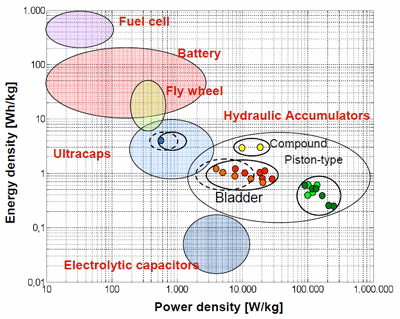 1.000
Fuel cell
Battery
100
Fly wheel
10
Hydraulic Accumulators
Compound
Ultracaps
Piston-type
1
Bladder
0,1
Electrolytic capacitors
0,01
10
100
1.000
10.000
100.000
1.000.000
Energy density [Wh/kg]
Power density [W/kg]